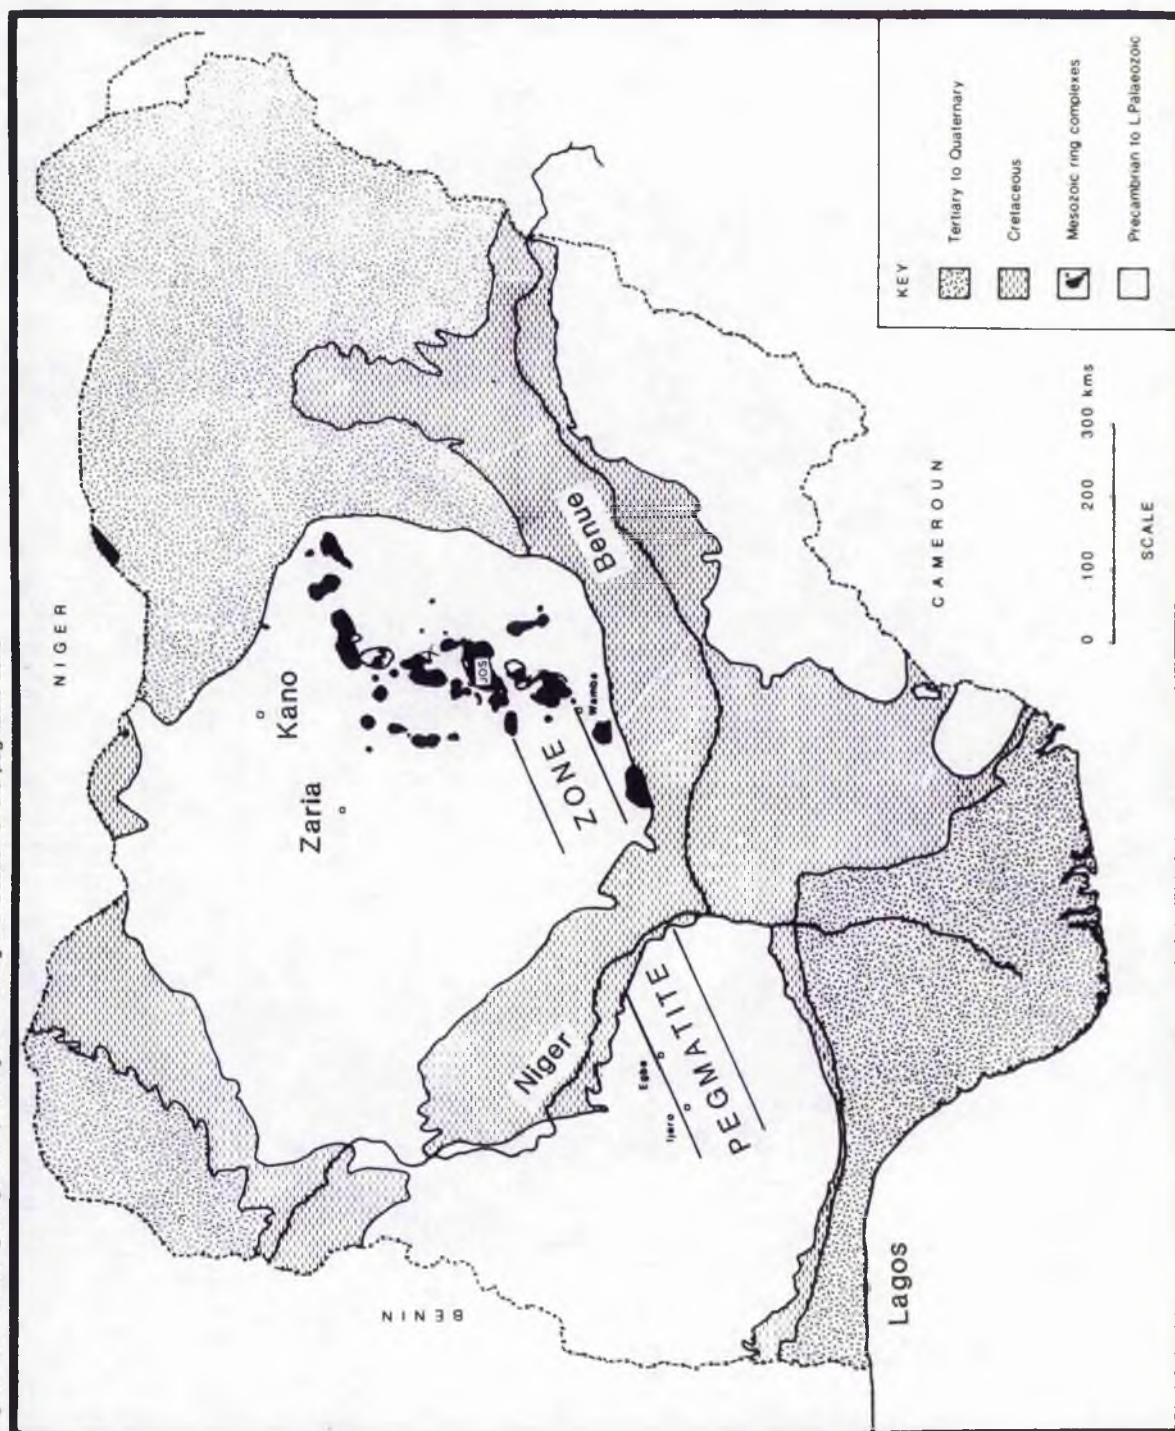 NIGER
Kano
Zaria
JOS
ZONE
Wamba
Benue
Niger
PEGMATITE
Egbe
Ijero
BENIN
Lagos
CAMEROUN
0 100 200 300 kms
SCALE
KEY
Tertiary to Quaternary
Cretaceous
Mesozoic ring complexes
Precambrian to L.Palaeozoic